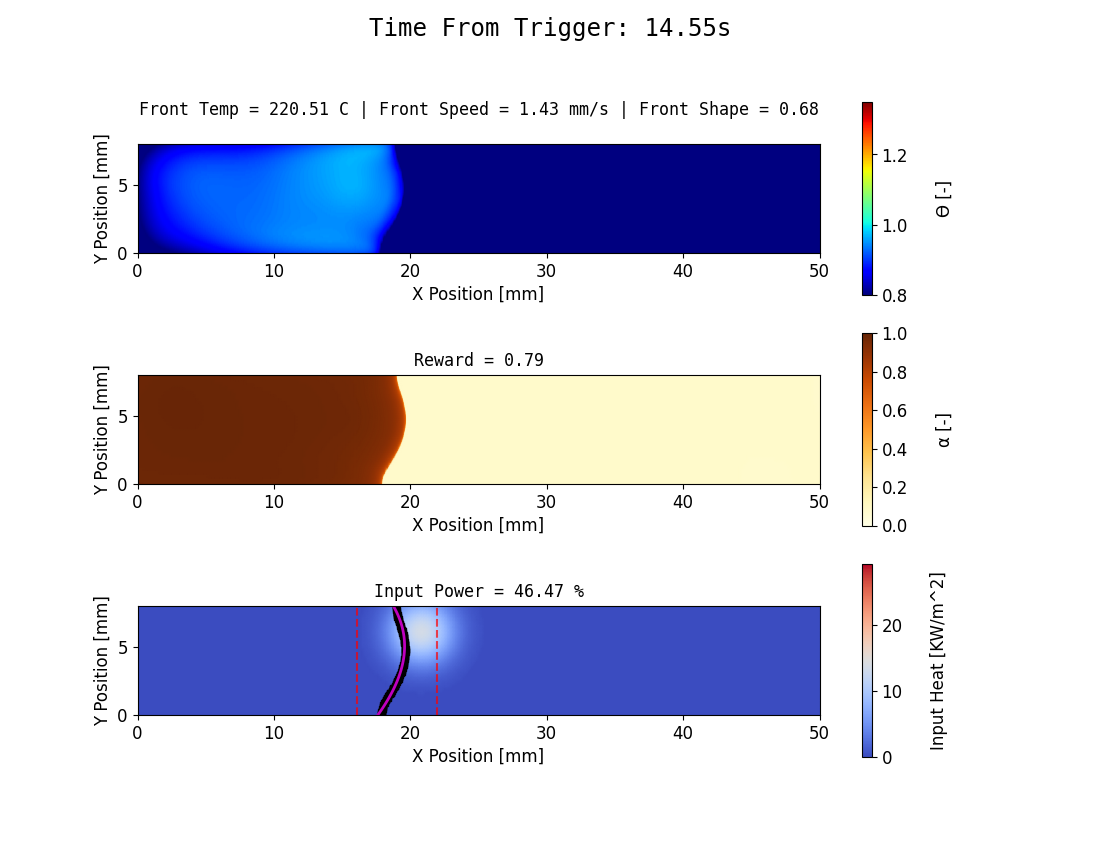 Time From Trigger: 14.55s
Front Temp = 220.51 C | Front Speed = 1.43 mm/s | Front Shape = 0.68
Y Position [mm]
5
0
0 10 20 30 40 50
X Position [mm]
1.2
1.0
0.8
Θ [-]
Reward = 0.79
Y Position [mm]
5
0
0 10 20 30 40 50
X Position [mm]
1.0
0.8
0.6
0.4
0.2
0.0
α [-]
Input Power = 46.47 %
Y Position [mm]
5
0
0 10 20 30 40 50
X Position [mm]
20
10
0
Input Heat [KW/m^2]